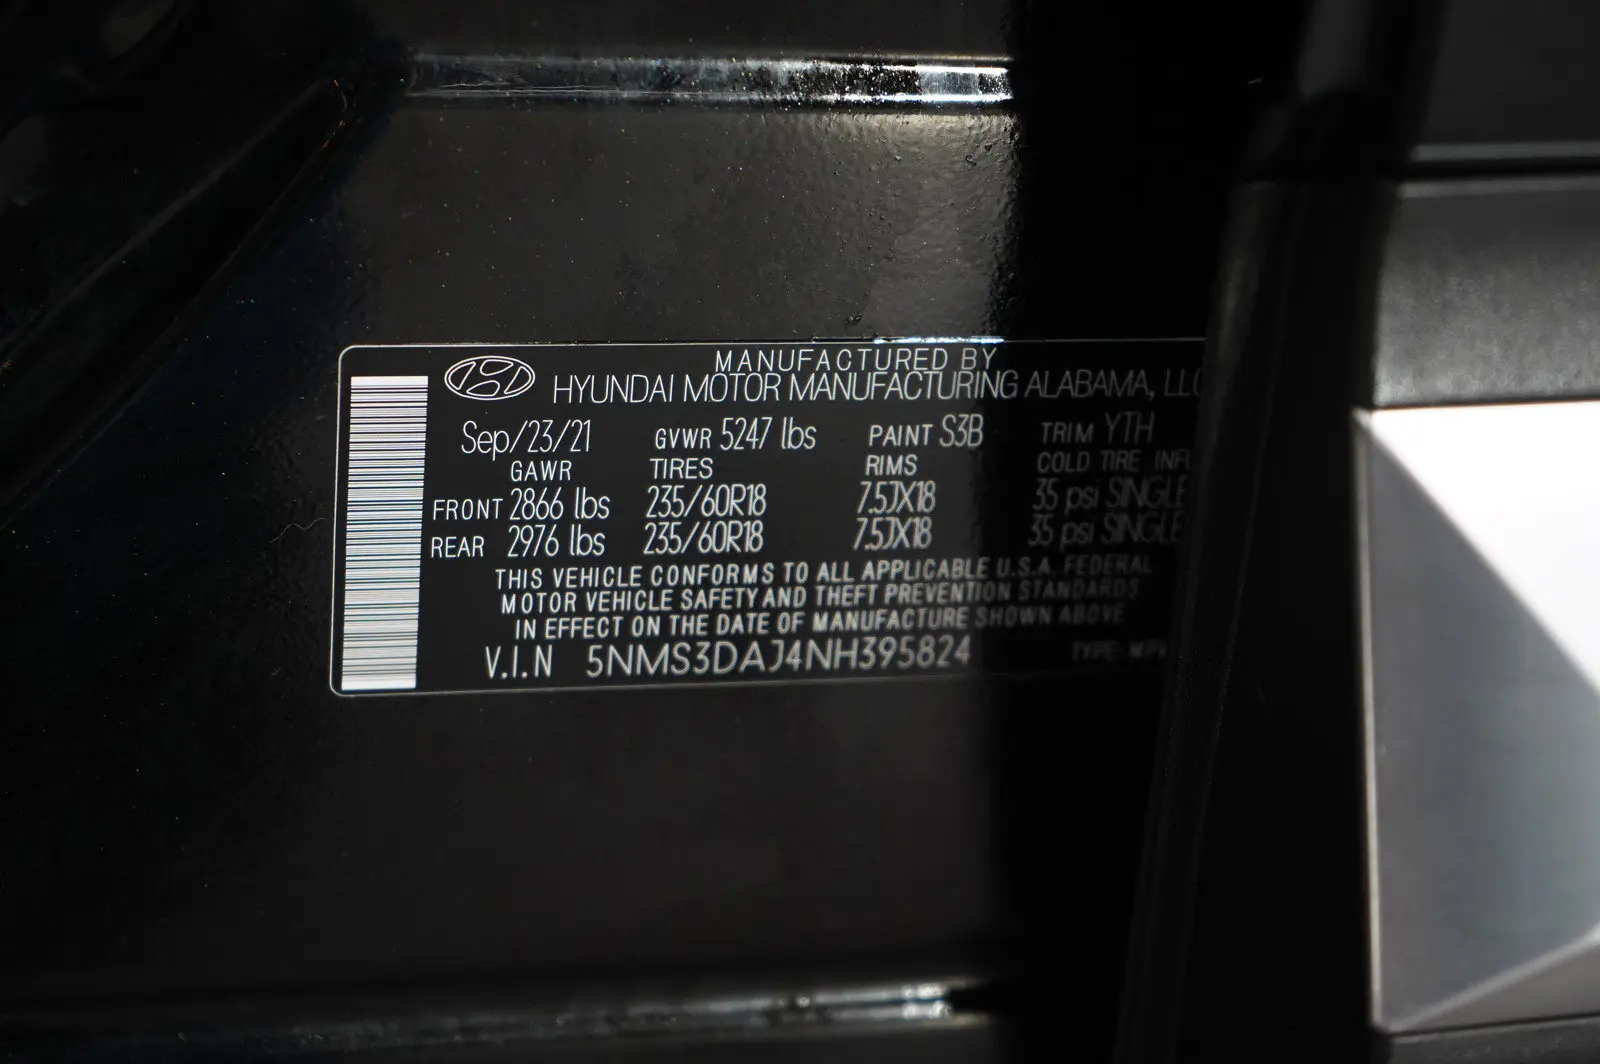 MANUFACTURED BY
HYUNDAI MOTOR MANUFACTURING ALABAMA, LLC
Sep/23/21 GVWR 5247 lbs PAINT S3B TRIM YTH
GAWR TIRES RIMS COLD TIRE INFL
FRONT 2866 lbs 235/60R18 7.5JX18 35 psi SINGLE
REAR 2976 lbs 235/60R18 7.5JX18 35 psi SINGLE
THIS VEHICLE CONFORMS TO ALL APPLICABLE U.S.A. FEDERAL
MOTOR VEHICLE SAFETY AND THEFT PREVENTION STANDARDS
IN EFFECT ON THE DATE OF MANUFACTURE SHOWN ABOVE
V.I.N 5NMS3DAJ4NH395824 TYPE: MPV